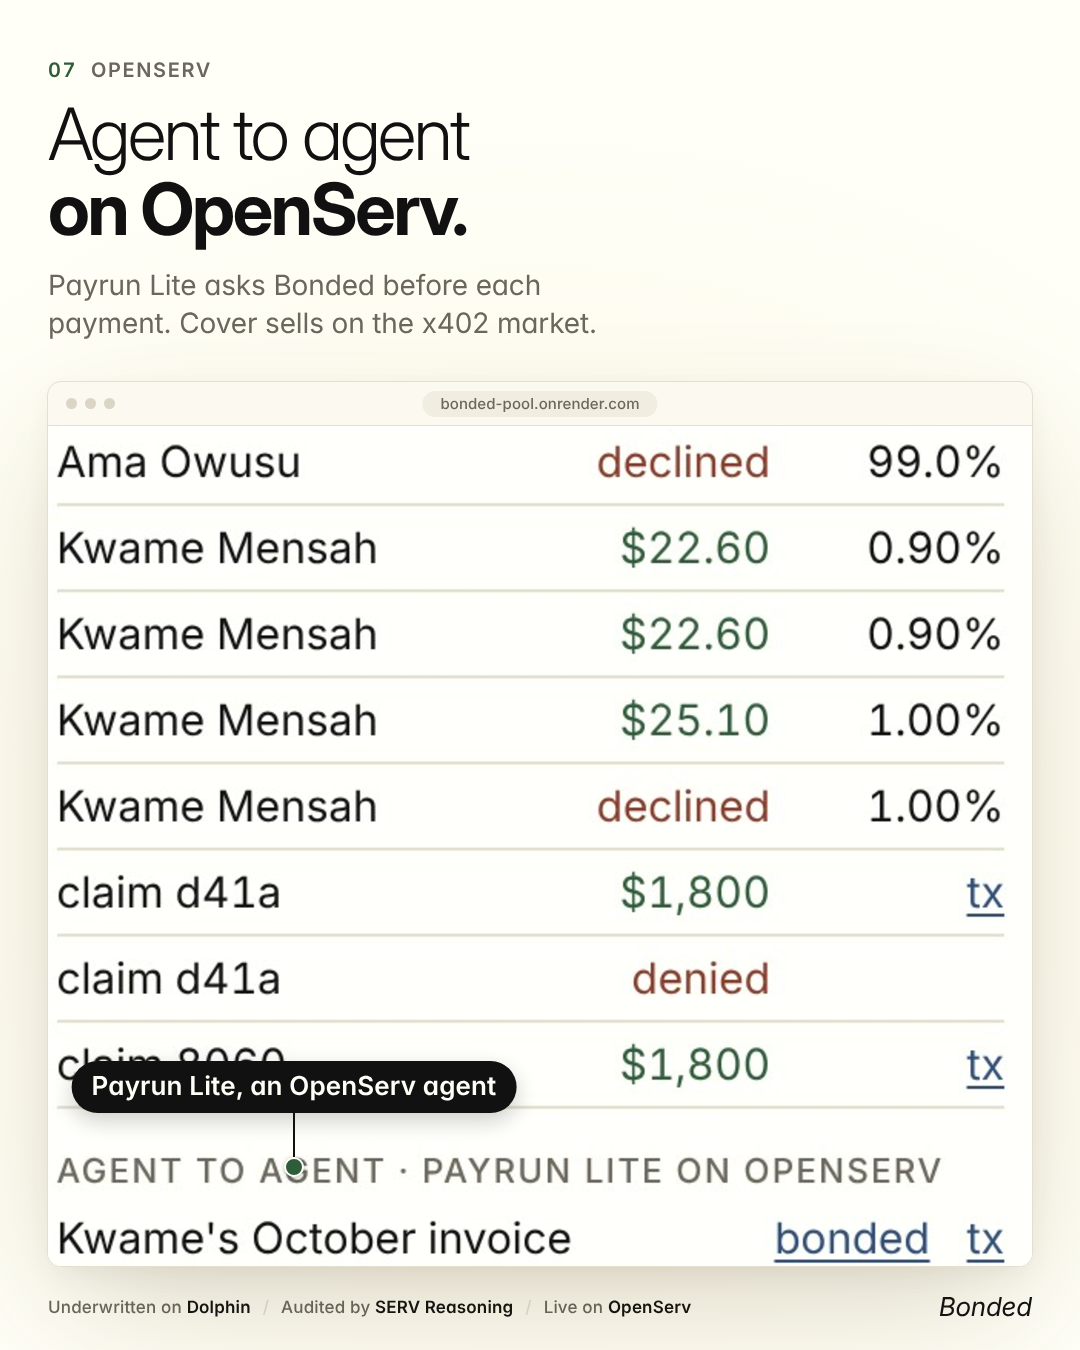 07 OPENSERV
Agent to agent
on OpenServ.
Payrun Lite asks Bonded before each
payment. Cover sells on the x402 market.
bonded-pool.onrender.com
Ama Owusu declined 99.0%
Kwame Mensah $22.60 0.90%
Kwame Mensah $22.60 0.90%
Kwame Mensah $25.10 1.00%
Kwame Mensah declined 1.00%
claim d41a $1,800 tx
claim d41a denied
claim 8060 $1,800 tx
Payrun Lite, an OpenServ agent
AGENT TO AGENT · PAYRUN LITE ON OPENSERV
Kwame's October invoice bonded tx
Underwritten on Dolphin / Audited by SERV Reasoning / Live on OpenServ
Bonded